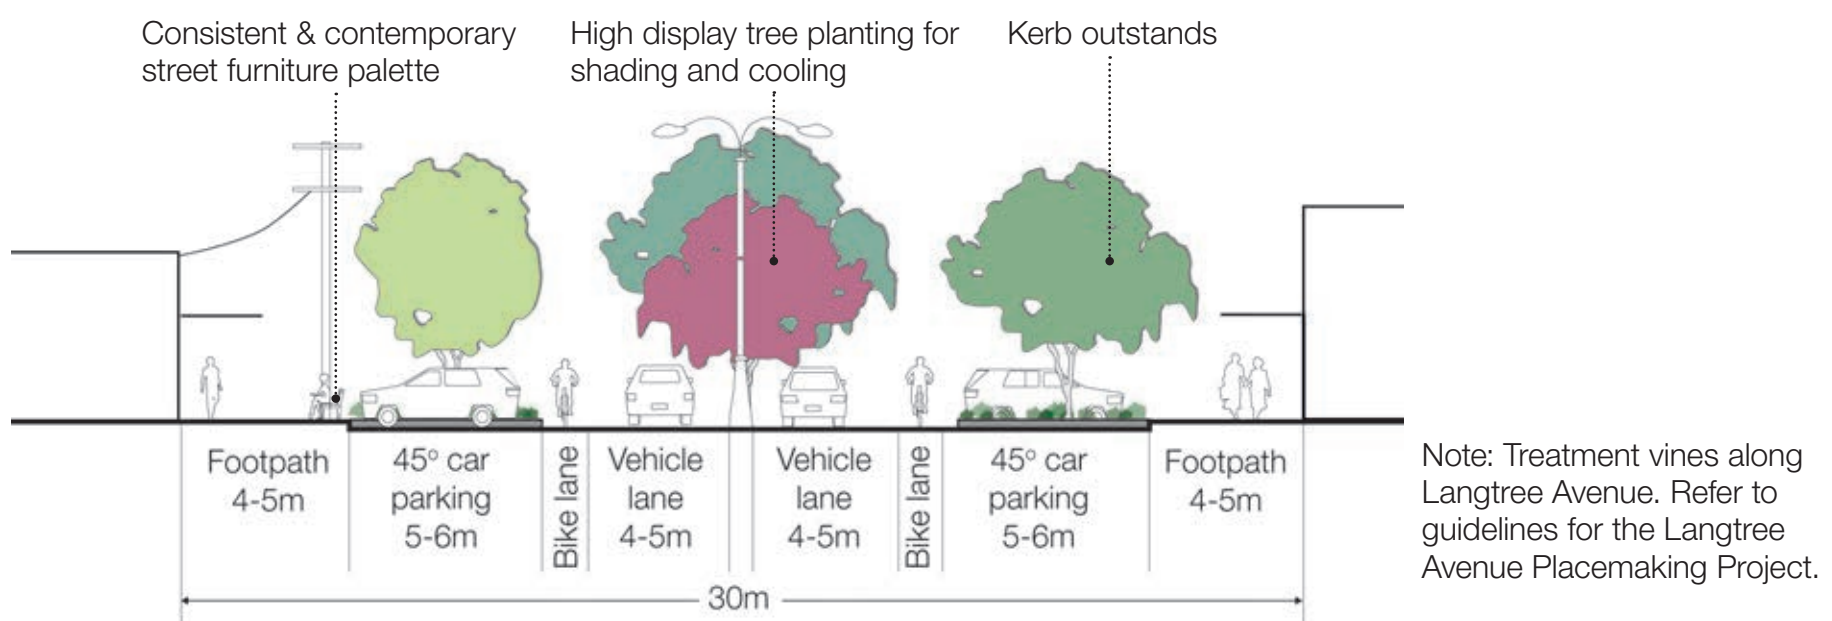 Consistent & contemporary
street furniture palette
High display tree planting for
shading and cooling
Kerb outstands
Footpath
4-5m
45° car
parking
5-6m
Bike lane
Vehicle
lane
4-5m
Vehicle
lane
4-5m
Bike lane
45° car
parking
5-6m
Footpath
4-5m
30m
Note: Treatment vines along
Langtree Avenue. Refer to
guidelines for the Langtree
Avenue Placemaking Project.